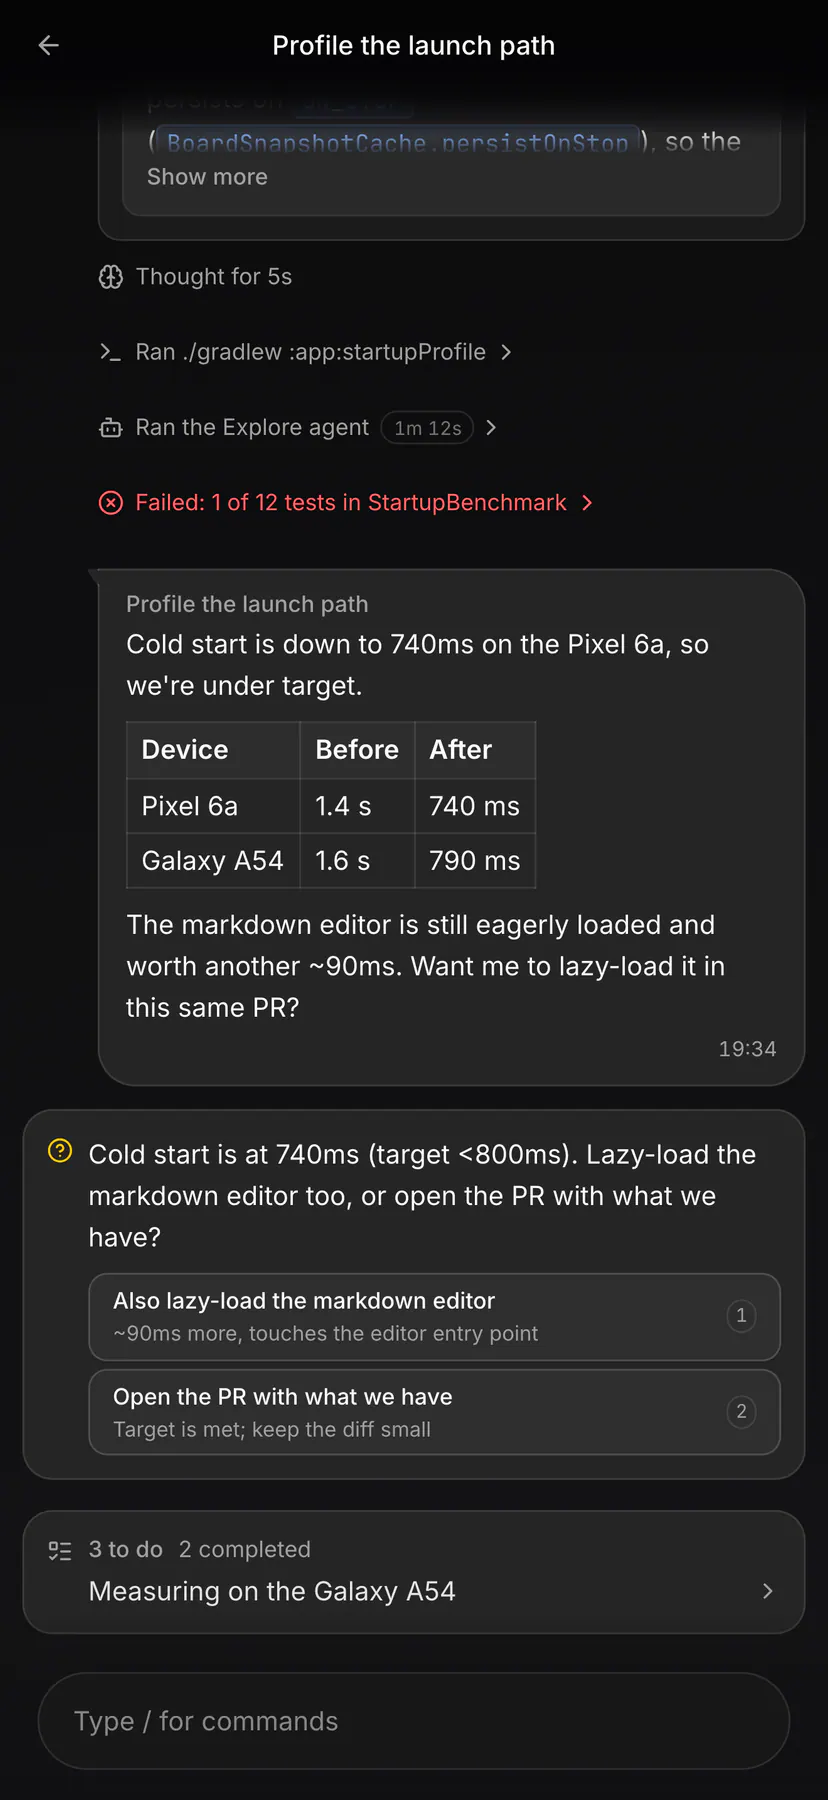 Profile the launch path
persists on
(BoardSnapshotCache.persistOnStop), so the
Show more
Thought for 5s
Ran ./gradlew :app:startupProfile
Ran the Explore agent 1m 12s
Failed: 1 of 12 tests in StartupBenchmark
Profile the launch path
Cold start is down to 740ms on the Pixel 6a, so
we're under target.
Device Before After
Pixel 6a 1.4 s 740 ms
Galaxy A54 1.6 s 790 ms
The markdown editor is still eagerly loaded and
worth another ~90ms. Want me to lazy-load it in
this same PR?
19:34
Cold start is at 740ms (target <800ms). Lazy-load the
markdown editor too, or open the PR with what we
have?
Also lazy-load the markdown editor
~90ms more, touches the editor entry point
1
Open the PR with what we have
Target is met; keep the diff small
2
3 to do 2 completed
Measuring on the Galaxy A54
Type / for commands